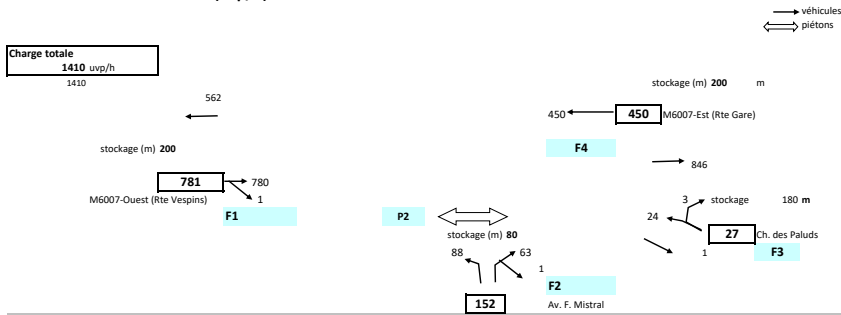 véhicules
piétons
Charge totale
1410 uvp/h
1410
562
stockage (m) 200 m
450 450 M6007-Est (Rte Gare)
F4
stockage (m) 200
846
781 780
M6007-Ouest (Rte Vespins) 1
F1
P2
3 stockage 180 m
24
27 Ch. des Paluds
1 F3
stockage (m) 80
88 63
1
F2
152 Av. F. Mistral